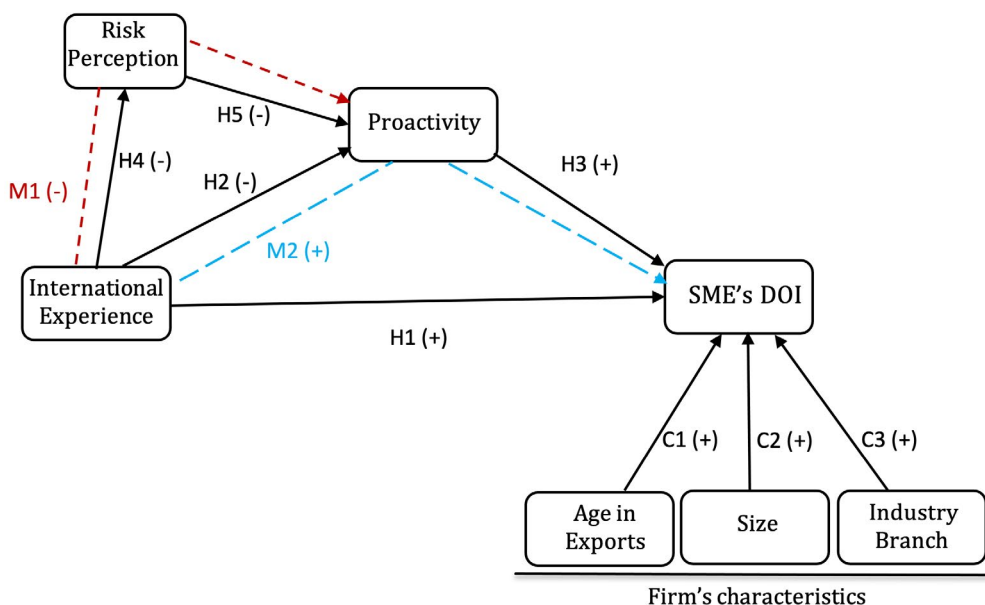 Risk
Perception
H5 (-)
Proactivity
H4 (-)
H2 (-)
H3 (+)
M1 (-)
M2 (+)
International
Experience
SME's DOI
H1 (+)
C1 (+)
C2 (+)
C3 (+)
Age in
Exports
Size
Industry
Branch
Firm's characteristics